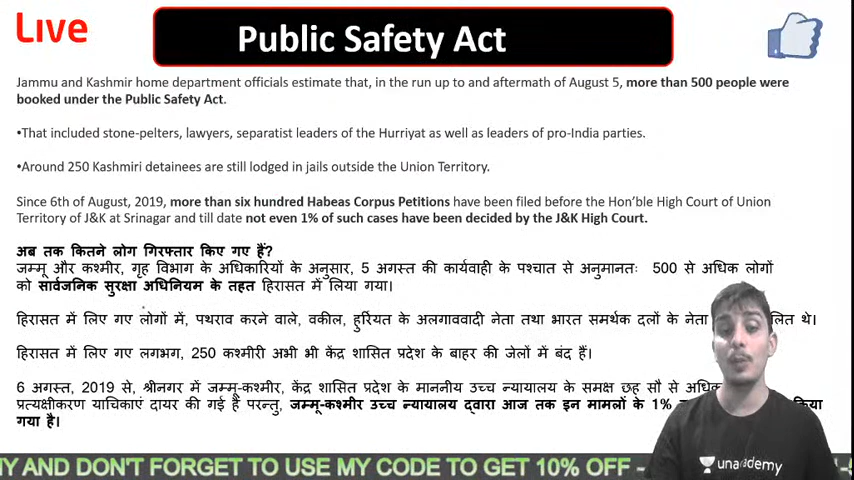 Live
Public Safety Act
Jammu and Kashmir home department officials estimate that, in the run up to and aftermath of August 5, more than 500 people were
booked under the Public Safety Act.
•That included stone-pelters, lawyers, separatist leaders of the Hurriyat as well as leaders of pro-India parties.
•Around 250 Kashmiri detainees are still lodged in jails outside the Union Territory.
Since 6th of August, 2019, more than six hundred Habeas Corpus Petitions have been filed before the Hon’ble High Court of Union
Territory of J&K at Srinagar and till date not even 1% of such cases have been decided by the J&K High Court.
अब तक कितने लोग गिरफ्तार किए गए हैं?
जम्मू और कश्मीर, गृह विभाग के अधिकारियों के अनुसार, 5 अगस्त की कार्यवाही के पश्चात से अनुमानतः 500 से अधिक लोगों
को सार्वजनिक सुरक्षा अधिनियम के तहत हिरासत में लिया गया।
हिरासत में लिए गए लोगों में, पथराव करने वाले, वकील, हुर्रियत के अलगाववादी नेता तथा भारत समर्थक दलों के नेता थे।
हिरासत में लिए गए लगभग, 250 कश्मीरी अभी भी केंद्र शासित प्रदेश के बाहर की जेलों में बंद हैं।
6 अगस्त, 2019 से, श्रीनगर में जम्मू-कश्मीर, केंद्र शासित प्रदेश के माननीय उच्च न्यायालय के समक्ष छह सौ से
प्रत्यक्षीकरण याचिकाएं दायर की गई हैं परन्तु, जम्मू-कश्मीर उच्च न्यायालय द्वारा आज तक इन मामलों के 1%
गया है।
unacademy
AND DON'T FORGET TO USE MY CODE TO GET 10% OFF -